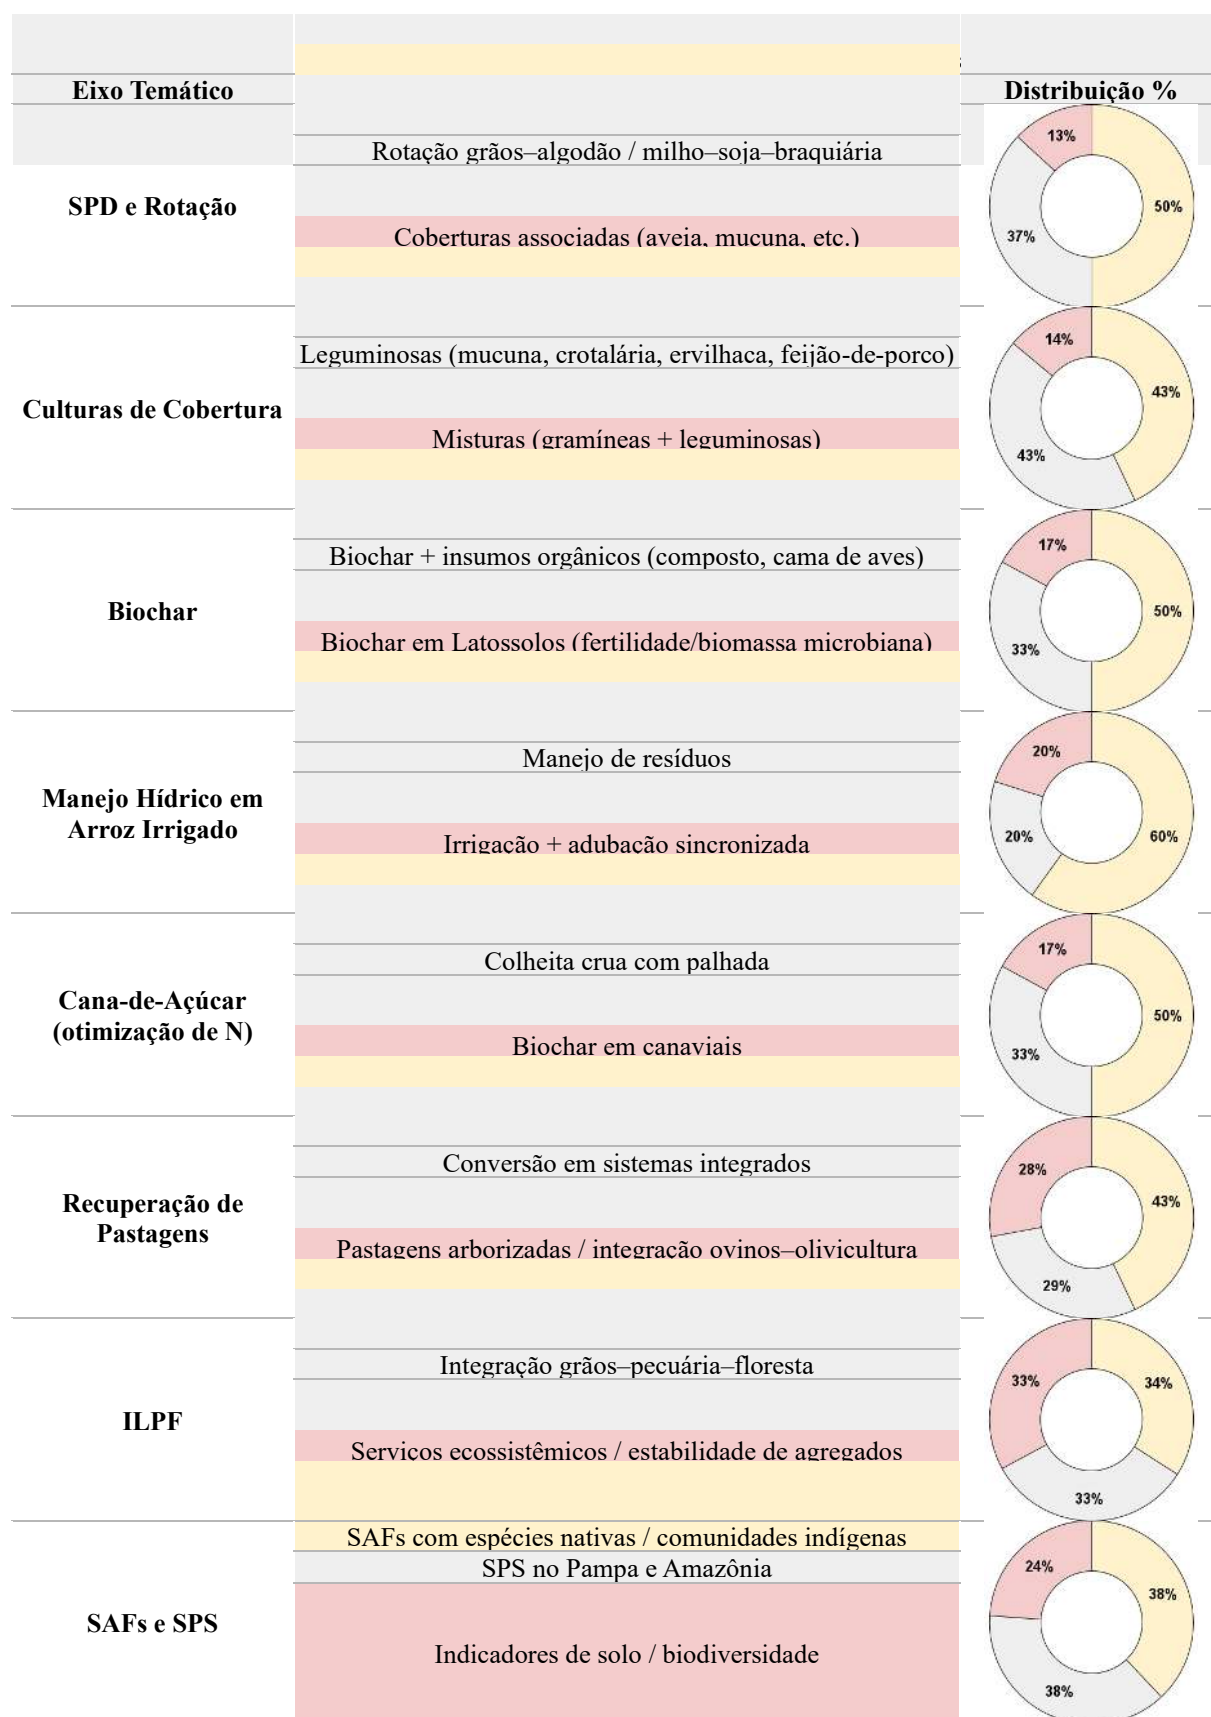 Eixo Temático
Distribuição %
SPD e Rotação
Rotação grãos–algodão / milho–soja–braquiária
Coberturas associadas (aveia, mucuna, etc.)
13%
50%
37%
Culturas de Cobertura
Leguminosas (mucuna, crotalária, ervilhaca, feijão-de-porco)
Misturas (gramíneas + leguminosas)
14%
43%
43%
Biochar
Biochar + insumos orgânicos (composto, cama de aves)
Biochar em Latossolos (fertilidade/biomassa microbiana)
17%
50%
33%
Manejo Hídrico em
Arroz Irrigado
Manejo de resíduos
Irrigação + adubação sincronizada
20%
60%
20%
Cana-de-Açúcar
(otimização de N)
Colheita crua com palhada
Biochar em canaviais
17%
50%
33%
Recuperação de
Pastagens
Conversão em sistemas integrados
Pastagens arborizadas / integração ovinos–olivicultura
28%
43%
29%
ILPF
Integração grãos–pecuária–floresta
Serviços ecossistêmicos / estabilidade de agregados
33%
34%
33%
SAFs e SPS
SAFs com espécies nativas / comunidades indígenas
SPS no Pampa e Amazônia
Indicadores de solo / biodiversidade
24%
38%
38%